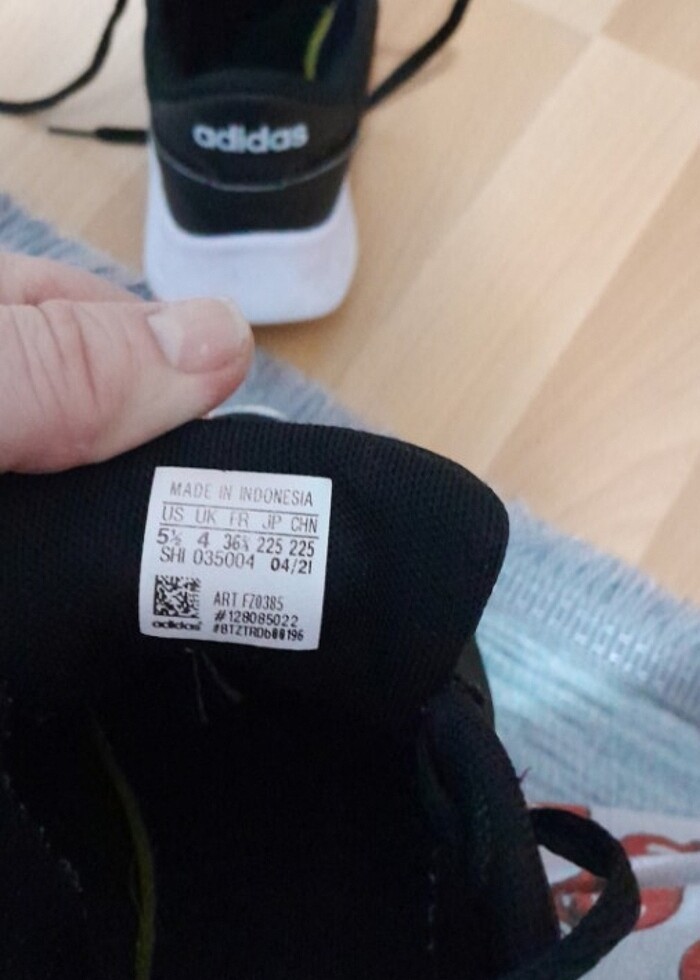 adidas
MADE IN INDONESIA
US UK FR JP CHN
5½ 4 36⅔ 225 225
SHI 035004 04/21
ART FZ0385
#128085022
adidas